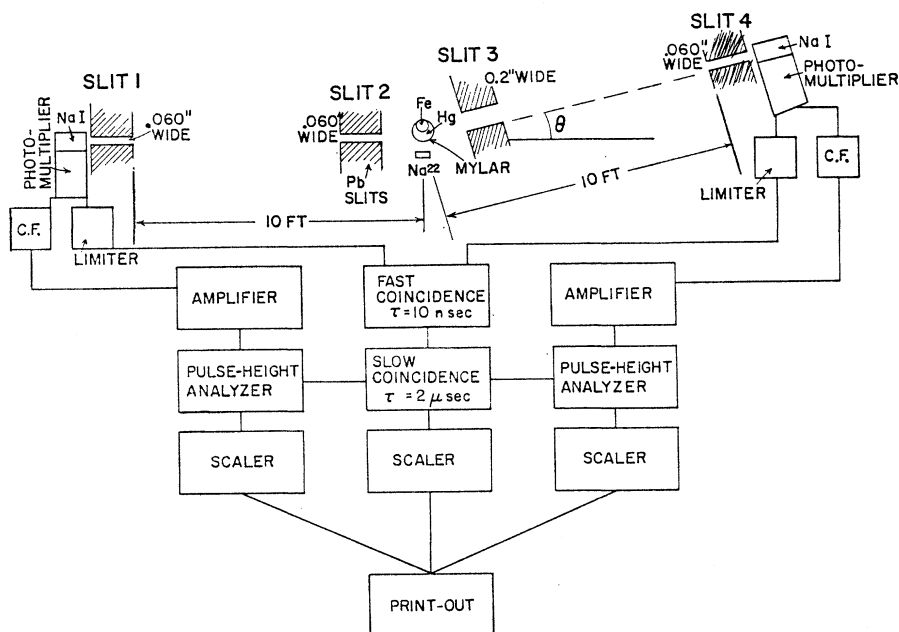 SLIT 1
Na I
PHOTO-
MULTIPLIER
.060"
WIDE
C.F.
LIMITER
10 FT
SLIT 2
.060"
WIDE
Pb
SLITS
Fe
Hg
MYLAR
Na²²
SLIT 3
0.2" WIDE
θ
10 FT
SLIT 4
.060"
WIDE
Na I
PHOTO-
MULTIPLIER
LIMITER
C.F.
AMPLIFIER
FAST
COINCIDENCE
τ = 10 n sec
AMPLIFIER
PULSE-HEIGHT
ANALYZER
SLOW
COINCIDENCE
τ = 2 μ sec
PULSE-HEIGHT
ANALYZER
SCALER
SCALER
SCALER
PRINT-OUT